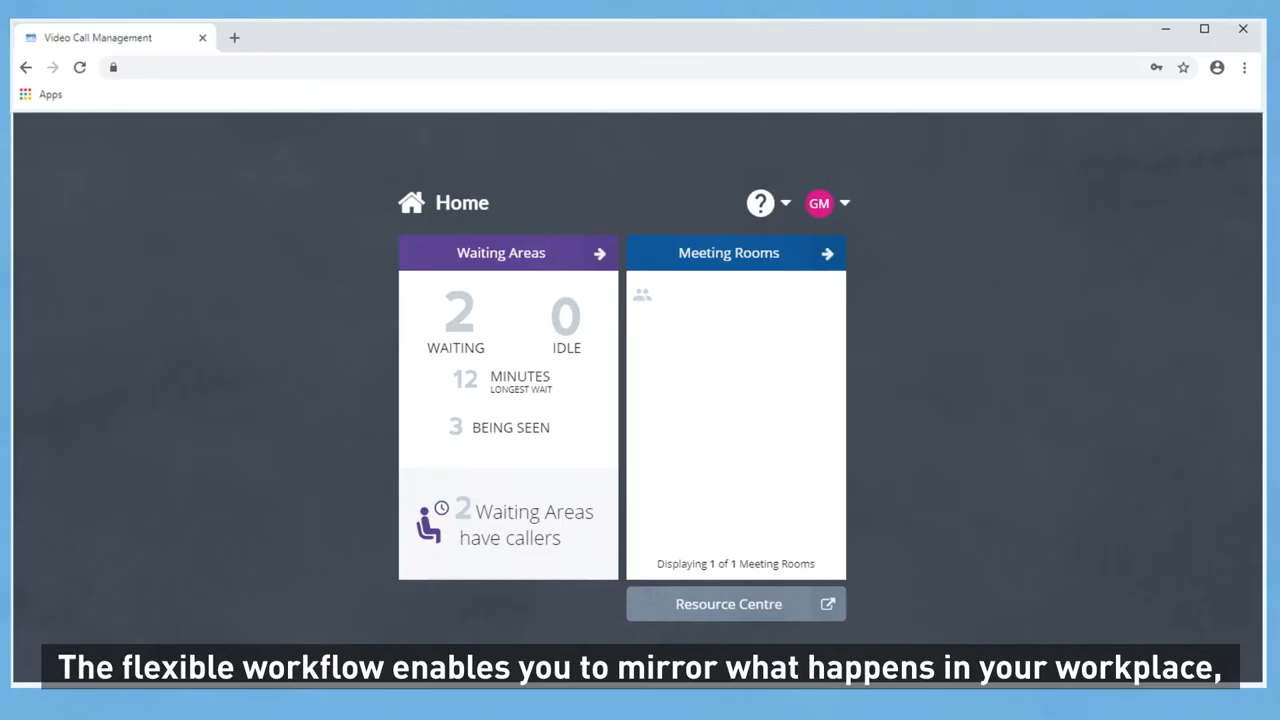 Video Call Management
Apps
Home
GM
Waiting Areas
2
0
WAITING
IDLE
12 MINUTES
LONGEST WAIT
3 BEING SEEN
2 Waiting Areas
have callers
Meeting Rooms
Displaying 1 of 1 Meeting Rooms
Resource Centre
The flexible workflow enables you to mirror what happens in your workplace,